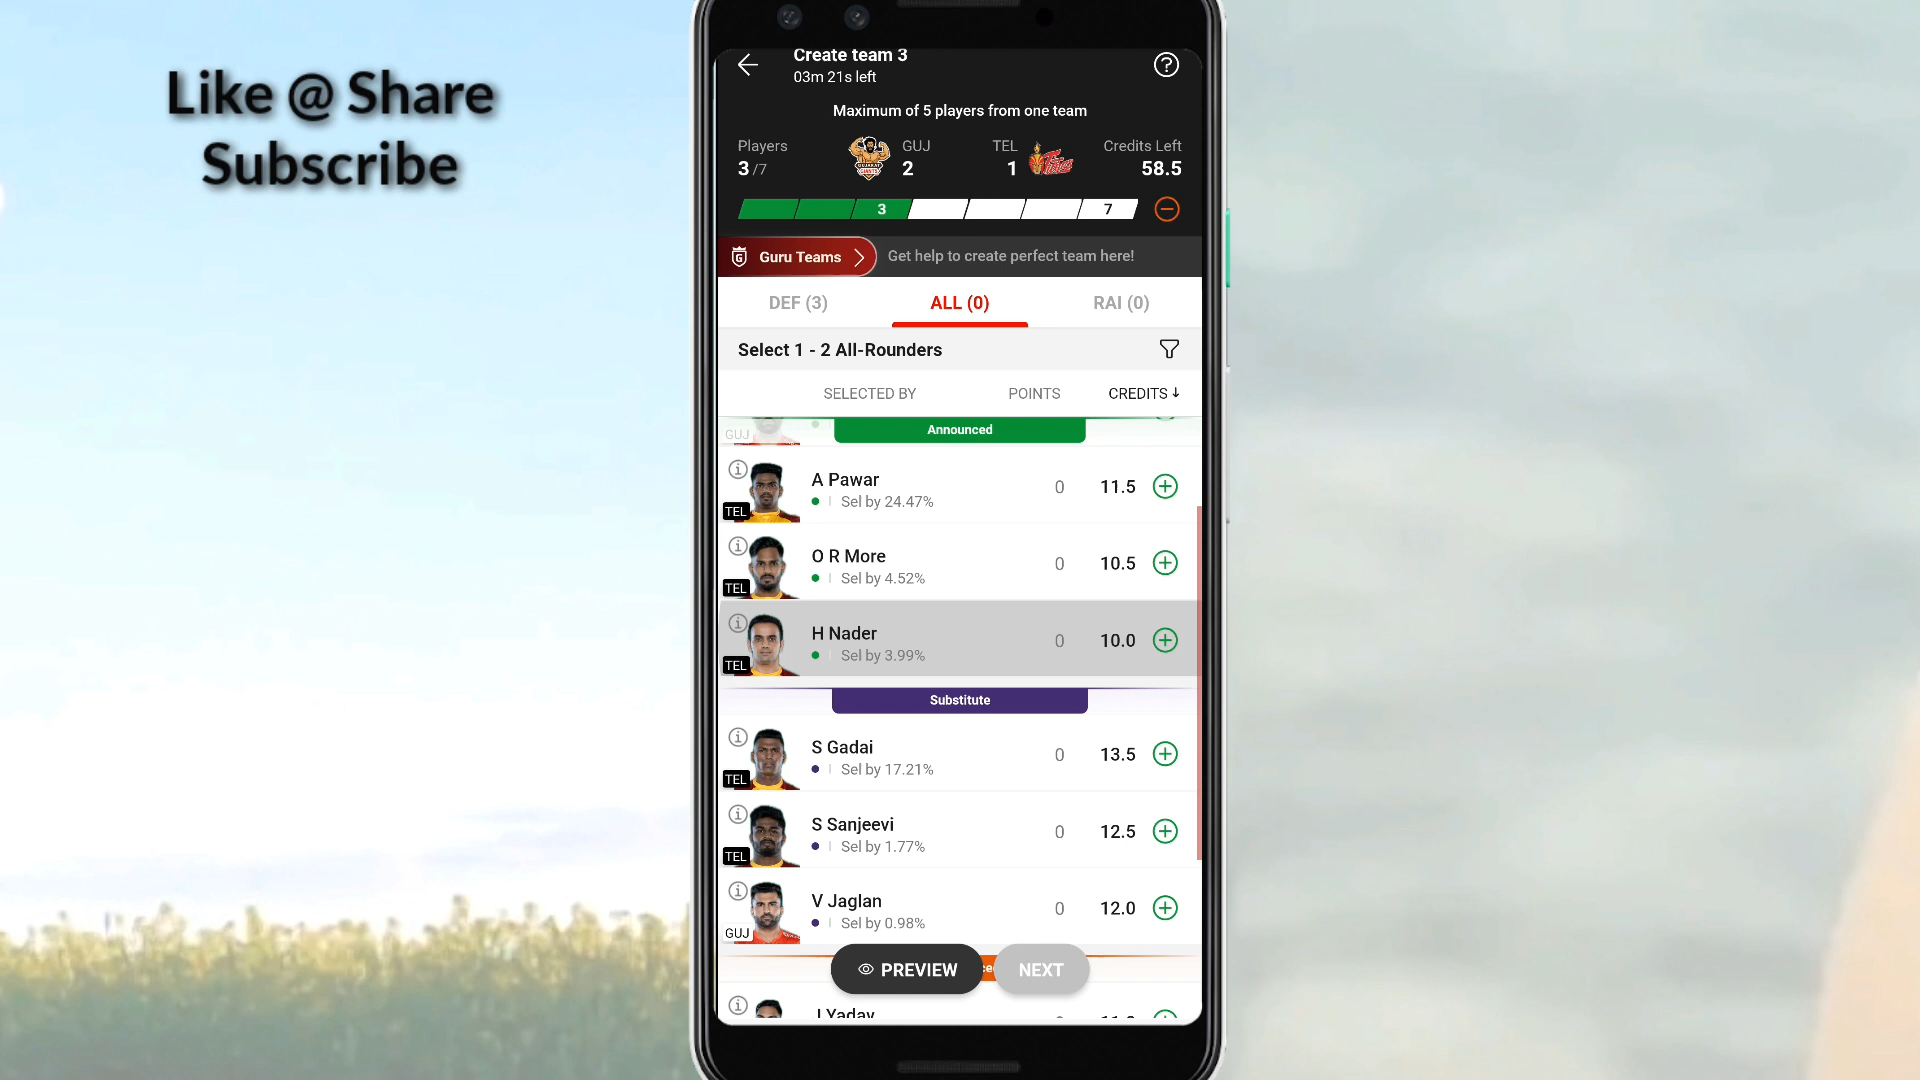 Like @ Share
Subscribe
Create team 3
03m 21s left
Maximum of 5 players from one team
Players
3/7
GUJ
2
TEL
1
Credits Left
58.5
3
7
Guru Teams
Get help to create perfect team here!
DEF (3)
ALL (0)
RAI (0)
Select 1 - 2 All-Rounders
SELECTED BY
POINTS
CREDITS
GUJ
Announced
A Pawar
TEL
Sel by 24.47%
0
11.5
O R More
TEL
Sel by 4.52%
0
10.5
H Nader
TEL
Sel by 3.99%
0
10.0
Substitute
S Gadai
TEL
Sel by 17.21%
0
13.5
S Sanjeevi
TEL
Sel by 1.77%
0
12.5
V Jaglan
GUJ
Sel by 0.98%
0
12.0
PREVIEW
NEXT
J Yadav